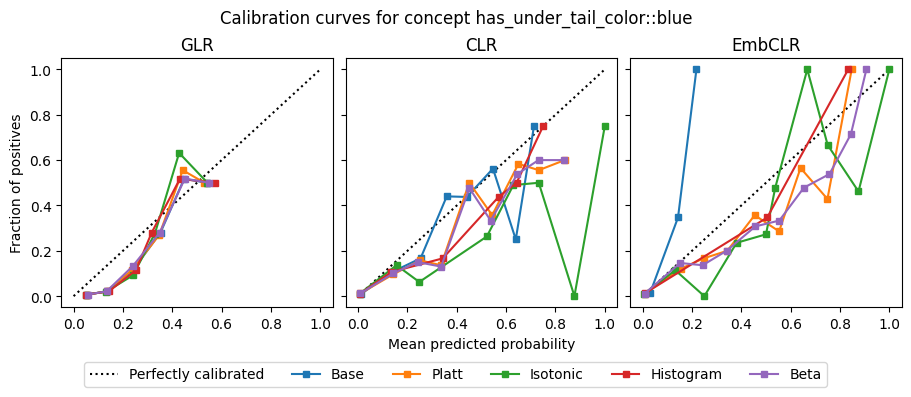 Calibration curves for concept has_under_tail_color::blue
GLR
CLR
EmbCLR
Fraction of positives
1.0
0.8
0.6
0.4
0.2
0.0
0.0 0.2 0.4 0.6 0.8 1.0
0.0 0.2 0.4 0.6 0.8 1.0
0.0 0.2 0.4 0.6 0.8 1.0
Mean predicted probability
Perfectly calibrated Base Platt Isotonic Histogram Beta